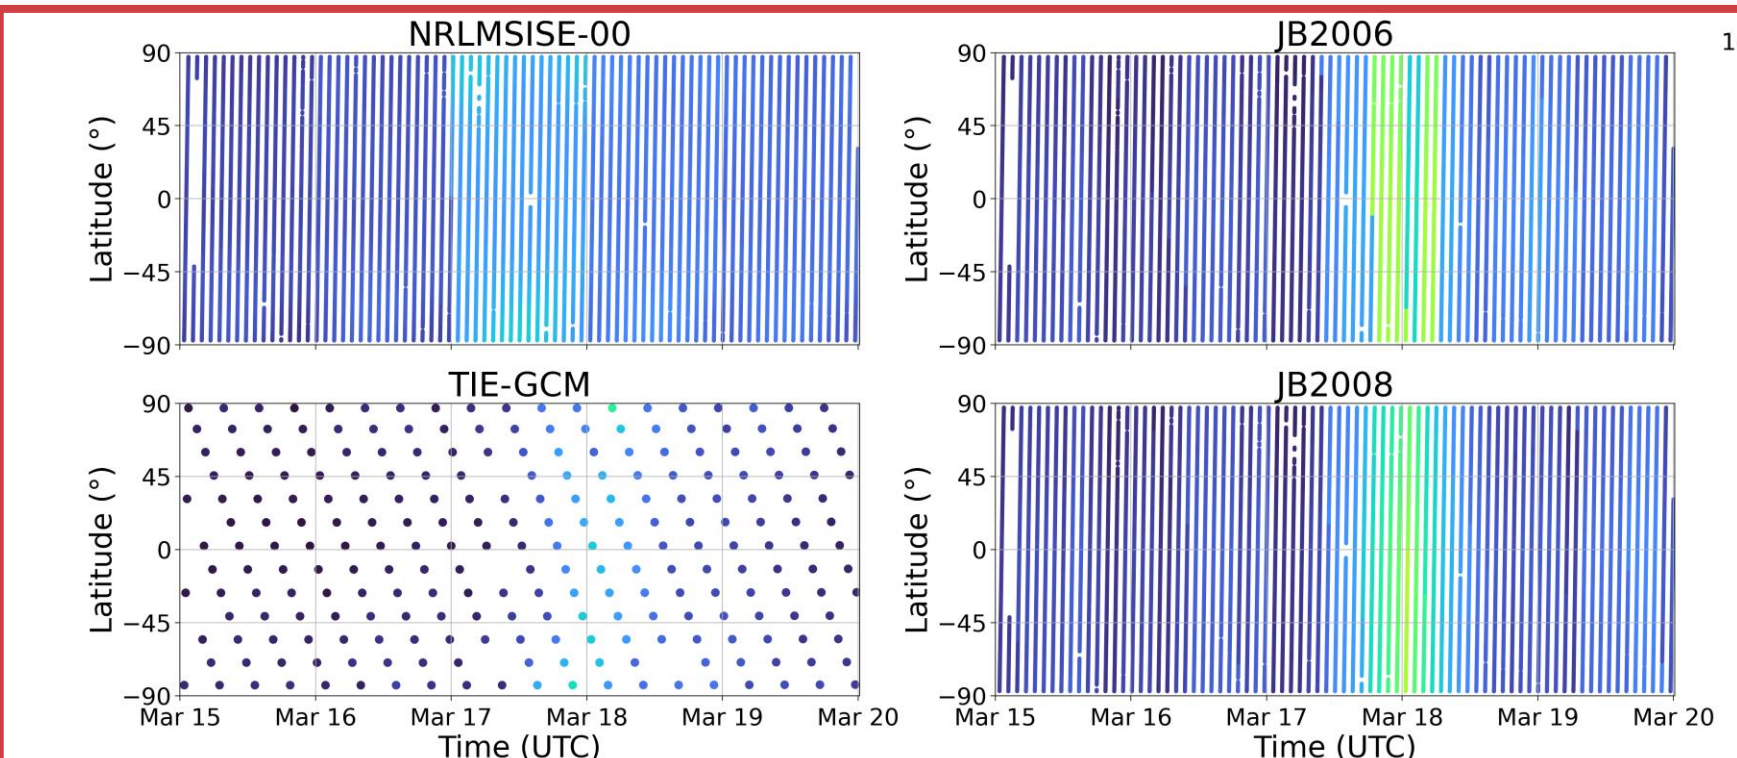 NRLMSISE-00
JB2006
1
90
45
0
−45
−90
Latitude (°)
90
45
0
−45
−90
Latitude (°)
TIE-GCM
JB2008
90
45
0
−45
−90
Latitude (°)
Mar 15 Mar 16 Mar 17 Mar 18 Mar 19 Mar 20
Time (UTC)
90
45
0
−45
−90
Latitude (°)
Mar 15 Mar 16 Mar 17 Mar 18 Mar 19 Mar 20
Time (UTC)